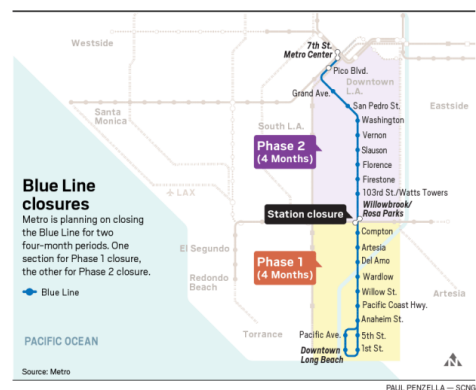 Westside
7th St.
Metro Center
Pico Blvd.
Downtown
L.A.
Grand Ave.
San Pedro St.
Eastside
Santa
Monica
Washington
South L.A.
Vernon
Phase 2
(4 Months)
Slauson
Florence
Firestone
Blue Line
closures
Metro is planning on closing
the Blue Line for two
four-month periods. One
section for Phase 1 closure,
the other for Phase 2 closure.
Blue Line
LAX
103rd St./Watts Towers
Willowbrook/
Rosa Parks
Station closure
Compton
El Segundo
Artesia
Phase 1
(4 Months)
Del Amo
Redondo
Beach
Wardlow
Willow St.
Artesia
Pacific Coast Hwy.
Anaheim St.
Torrance
Pacific Ave.
5th St.
PACIFIC OCEAN
Downtown
Long Beach
1st St.
N
Source: Metro
PAUL PENZELLA — SCNG